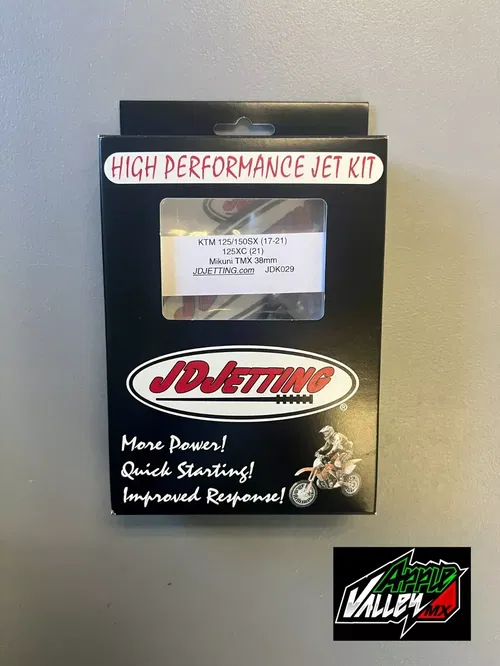 HIGH PERFORMANCE JET KIT
KTM 125/150SX (17-21)
125XC (21)
Mikuni TMX 38mm
JDJETTING.com JDK029
JDJETTING
®
More Power!
Quick Starting!
Improved Response!
APPLE
VALLEY MX